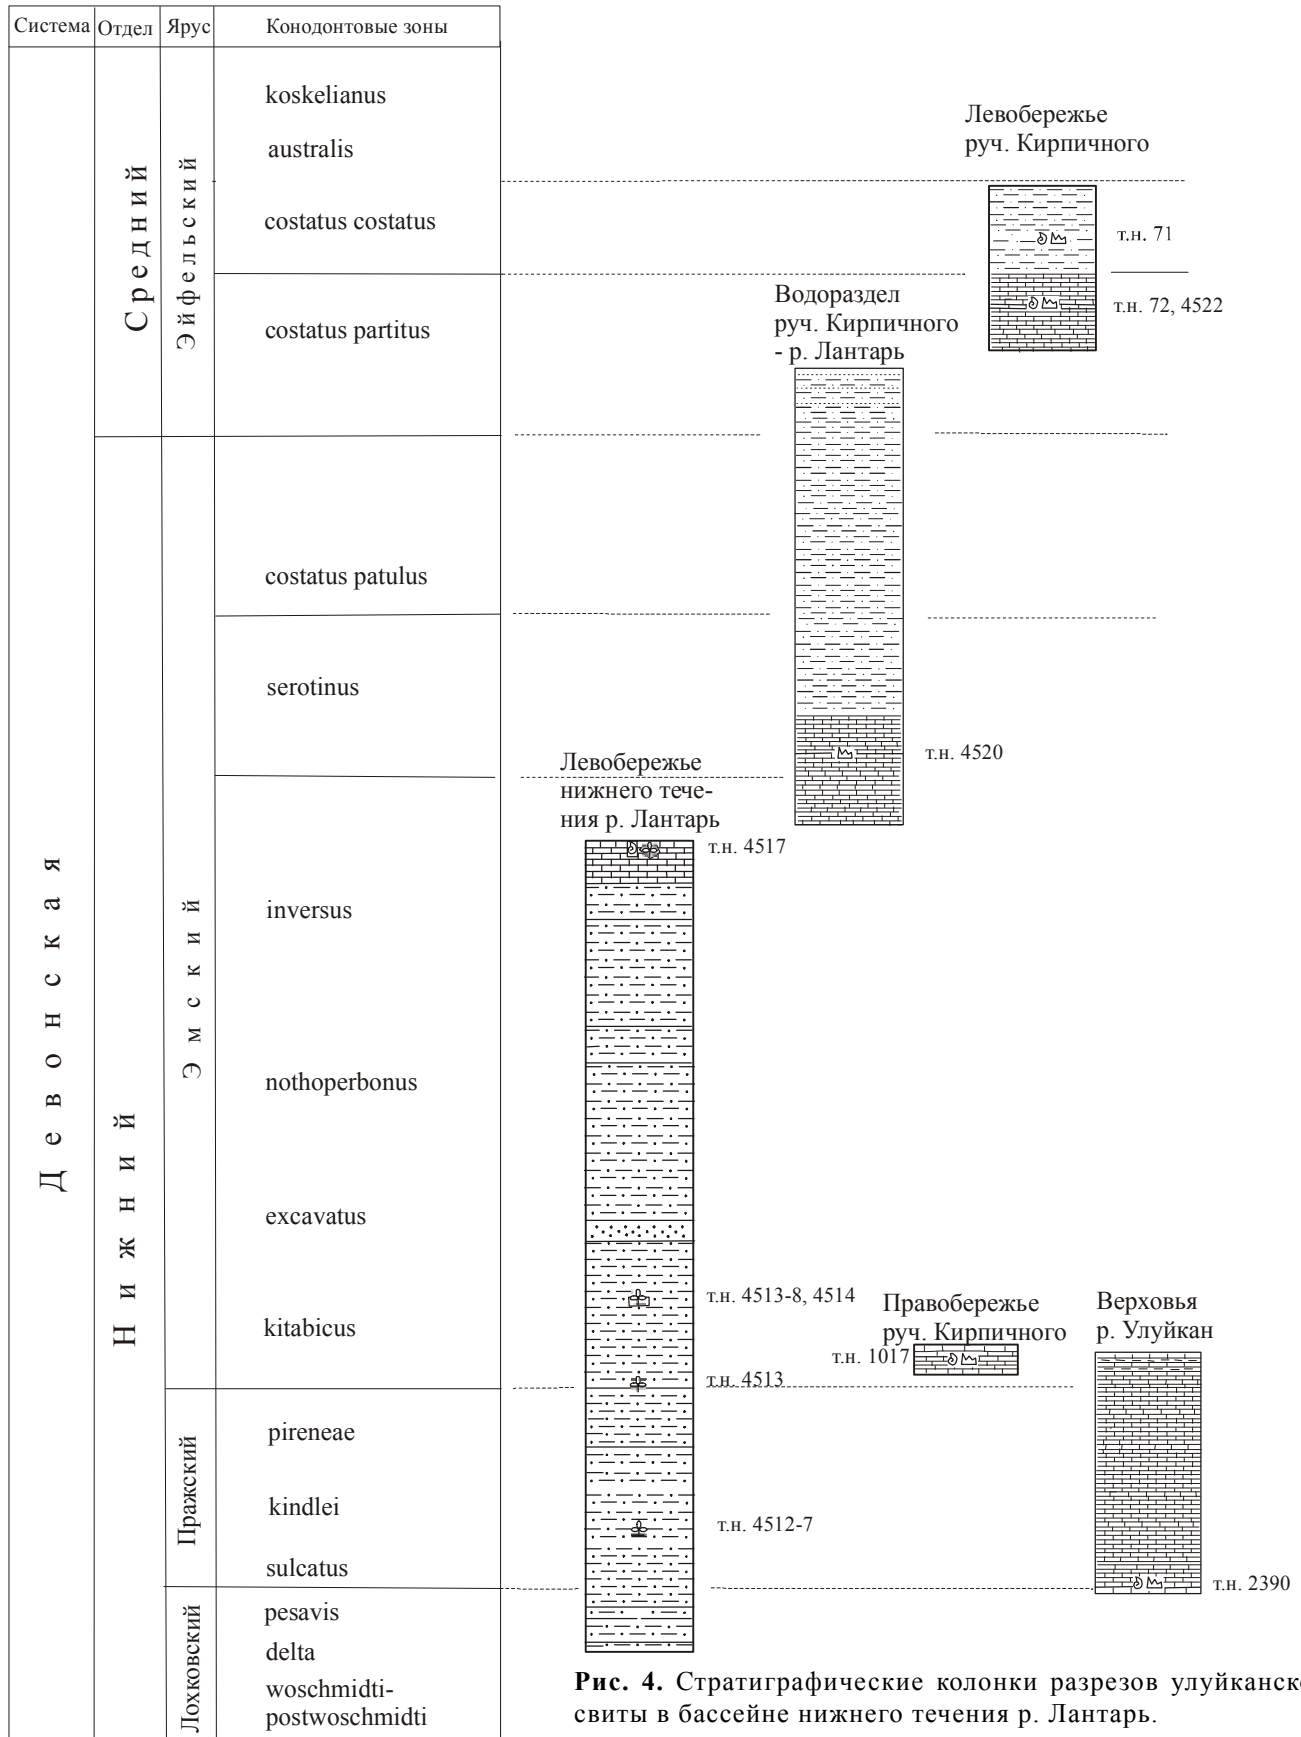 Система Отдел Ярус Конодонтовые зоны
Девонская
Средний
Нижний
Эйфельский
Эмский
Пражский
Лохковский
koskelianus
australis
costatus costatus
costatus partitus
costatus patulus
serotinus
inversus
nothoperbonus
excavatus
kitabicus
pireneae
kindlei
sulcatus
pesavis
delta
woschmidti-
postwoschmidti
Левобережье
руч. Кирпичного
т.н. 71
т.н. 72, 4522
Водораздел
руч. Кирпичного
- р. Лантарь
т.н. 4520
Левобережье
нижнего тече-
ния р. Лантарь
т.н. 4517
т.н. 4513-8, 4514
т.н. 4513
т.н. 4512-7
Правобережье
руч. Кирпичного
т.н. 1017
Верховья
р. Улуйкан
т.н. 2390
Рис. 4. Стратиграфические колонки разрезов улуйканско
свиты в бассейне нижнего течения р. Лантарь.